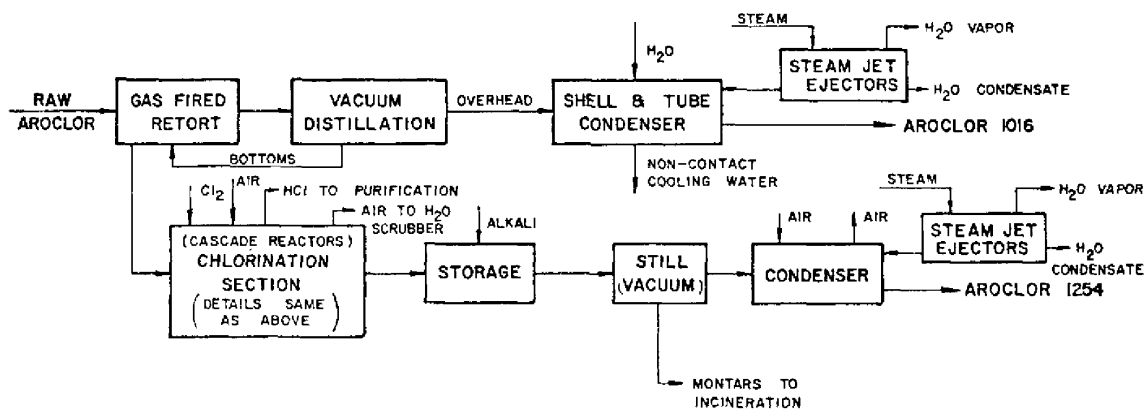 STEAM
H2O VAPOR
H2O
STEAM JET
EJECTORS
H2O CONDENSATE
RAW
AROCLOR
GAS FIRED
RETORT
VACUUM
DISTILLATION
OVERHEAD
SHELL & TUBE
CONDENSER
AROCLOR 1016
BOTTOMS
NON-CONTACT
COOLING WATER
Cl2
AIR
HCl TO PURIFICATION
AIR TO H2O
SCRUBBER
ALKALI
AIR
AIR
STEAM
H2O VAPOR
STEAM JET
EJECTORS
H2O
CONDENSATE
(CASCADE REACTORS)
CHLORINATION
SECTION
(DETAILS SAME
AS ABOVE)
STORAGE
STILL
(VACUUM)
CONDENSER
AROCLOR 1254
MONTARS TO
INCINERATION